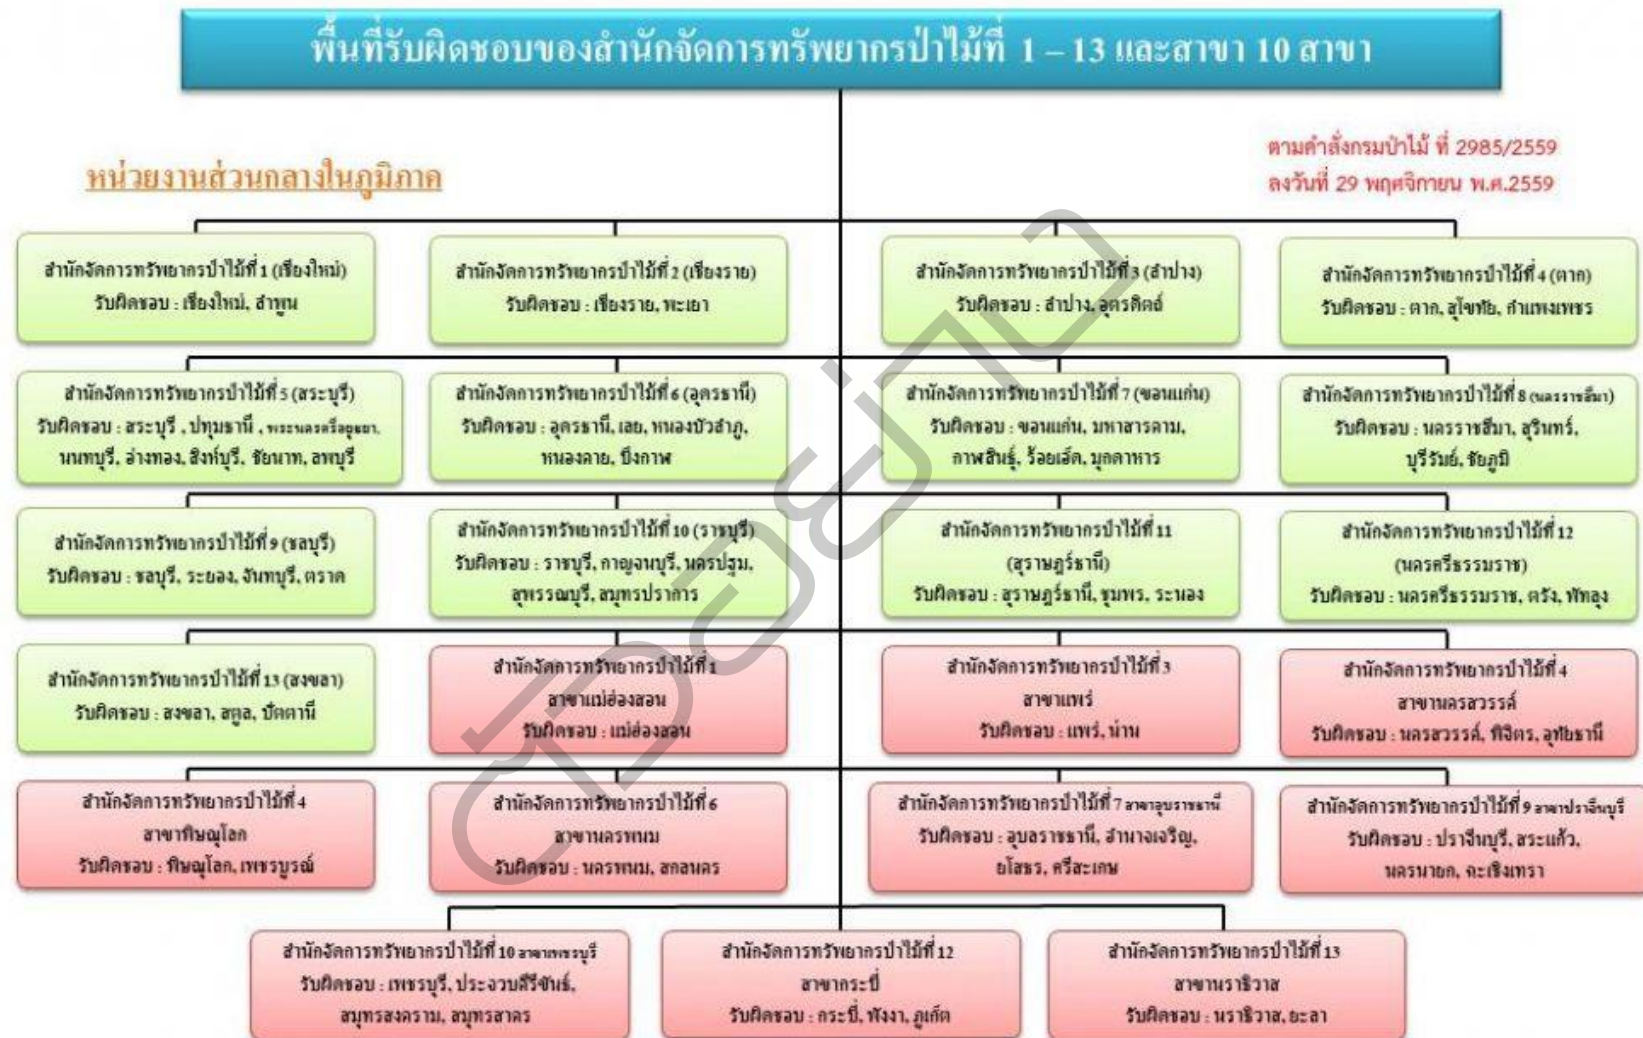 พื้นที่รับผิดชอบของสำนักจัดการทรัพยากรป่าไม้ที่ 1 – 13 และสาขา 10 สาขา
ตามคำสั่งกรมป่าไม้ ที่ 2985/2559
ลงวันที่ 29 พฤศจิกายน พ.ศ.2559
หน่วยงานส่วนกลางในภูมิภาค
สำนักจัดการทรัพยากรป่าไม้ที่ 1 (เชียงใหม่)
รับผิดชอบ : เชียงใหม่, ลำพูน
สำนักจัดการทรัพยากรป่าไม้ที่ 2 (เชียงราย)
รับผิดชอบ : เชียงราย, พะเยา
สำนักจัดการทรัพยากรป่าไม้ที่ 3 (ลำปาง)
รับผิดชอบ : ลำปาง, อุตรดิตถ์
สำนักจัดการทรัพยากรป่าไม้ที่ 4 (ตาก)
รับผิดชอบ : ตาก, สุโขทัย, กำแพงเพชร
สำนักจัดการทรัพยากรป่าไม้ที่ 5 (สระบุรี)
รับผิดชอบ : สระบุรี , ปทุมธานี , พระนครศรีอยุธยา,
นนทบุรี, อ่างทอง, สิงห์บุรี, ชัยนาท, ลพบุรี
สำนักจัดการทรัพยากรป่าไม้ที่ 6 (อุดรธานี)
รับผิดชอบ : อุดรธานี, เลย, หนองบัวลำภู,
หนองคาย, บึงกาฬ
สำนักจัดการทรัพยากรป่าไม้ที่ 7 (ขอนแก่น)
รับผิดชอบ : ขอนแก่น, มหาสารคาม,
กาฬสินธุ์, ร้อยเอ็ด, มุกดาหาร
สำนักจัดการทรัพยากรป่าไม้ที่ 8 (นครราชสีมา)
รับผิดชอบ : นครราชสีมา, สุรินทร์,
บุรีรัมย์, ชัยภูมิ
สำนักจัดการทรัพยากรป่าไม้ที่ 9 (ชลบุรี)
รับผิดชอบ : ชลบุรี, ระยอง, จันทบุรี, ตราด
สำนักจัดการทรัพยากรป่าไม้ที่ 10 (ราชบุรี)
รับผิดชอบ : ราชบุรี, กาญจนบุรี, นครปฐม,
สุพรรณบุรี, สมุทรปราการ
สำนักจัดการทรัพยากรป่าไม้ที่ 11
(สุราษฎร์ธานี)
รับผิดชอบ : สุราษฎร์ธานี, ชุมพร, ระนอง
สำนักจัดการทรัพยากรป่าไม้ที่ 12
(นครศรีธรรมราช)
รับผิดชอบ : นครศรีธรรมราช, ตรัง, พัทลุง
สำนักจัดการทรัพยากรป่าไม้ที่ 13 (สงขลา)
รับผิดชอบ : สงขลา, สตูล, ปัตตานี
สำนักจัดการทรัพยากรป่าไม้ที่ 1
สาขาแม่ฮ่องสอน
รับผิดชอบ : แม่ฮ่องสอน
สำนักจัดการทรัพยากรป่าไม้ที่ 3
สาขาแพร่
รับผิดชอบ : แพร่, น่าน
สำนักจัดการทรัพยากรป่าไม้ที่ 4
สาขานครสวรรค์
รับผิดชอบ : นครสวรรค์, พิจิตร, อุทัยธานี
สำนักจัดการทรัพยากรป่าไม้ที่ 4
สาขาพิษณุโลก
รับผิดชอบ : พิษณุโลก, เพชรบูรณ์
สำนักจัดการทรัพยากรป่าไม้ที่ 6
สาขานครพนม
รับผิดชอบ : นครพนม, สกลนคร
สำนักจัดการทรัพยากรป่าไม้ที่ 7 สาขาอุบลราชธานี
รับผิดชอบ : อุบลราชธานี, อำนาจเจริญ,
ยโสธร, ศรีสะเกษ
สำนักจัดการทรัพยากรป่าไม้ที่ 9 สาขาปราจีนบุรี
รับผิดชอบ : ปราจีนบุรี, สระแก้ว,
นครนายก, ฉะเชิงเทรา
สำนักจัดการทรัพยากรป่าไม้ที่ 10 สาขาเพชรบุรี
รับผิดชอบ : เพชรบุรี, ประจวบคีรีขันธ์,
สมุทรสงคราม, สมุทรสาคร
สำนักจัดการทรัพยากรป่าไม้ที่ 12
สาขากระบี่
รับผิดชอบ : กระบี่, พังงา, ภูเก็ต
สำนักจัดการทรัพยากรป่าไม้ที่ 13
สาขานราธิวาส
รับผิดชอบ : นราธิวาส, ยะลา
ตัวอย่าง